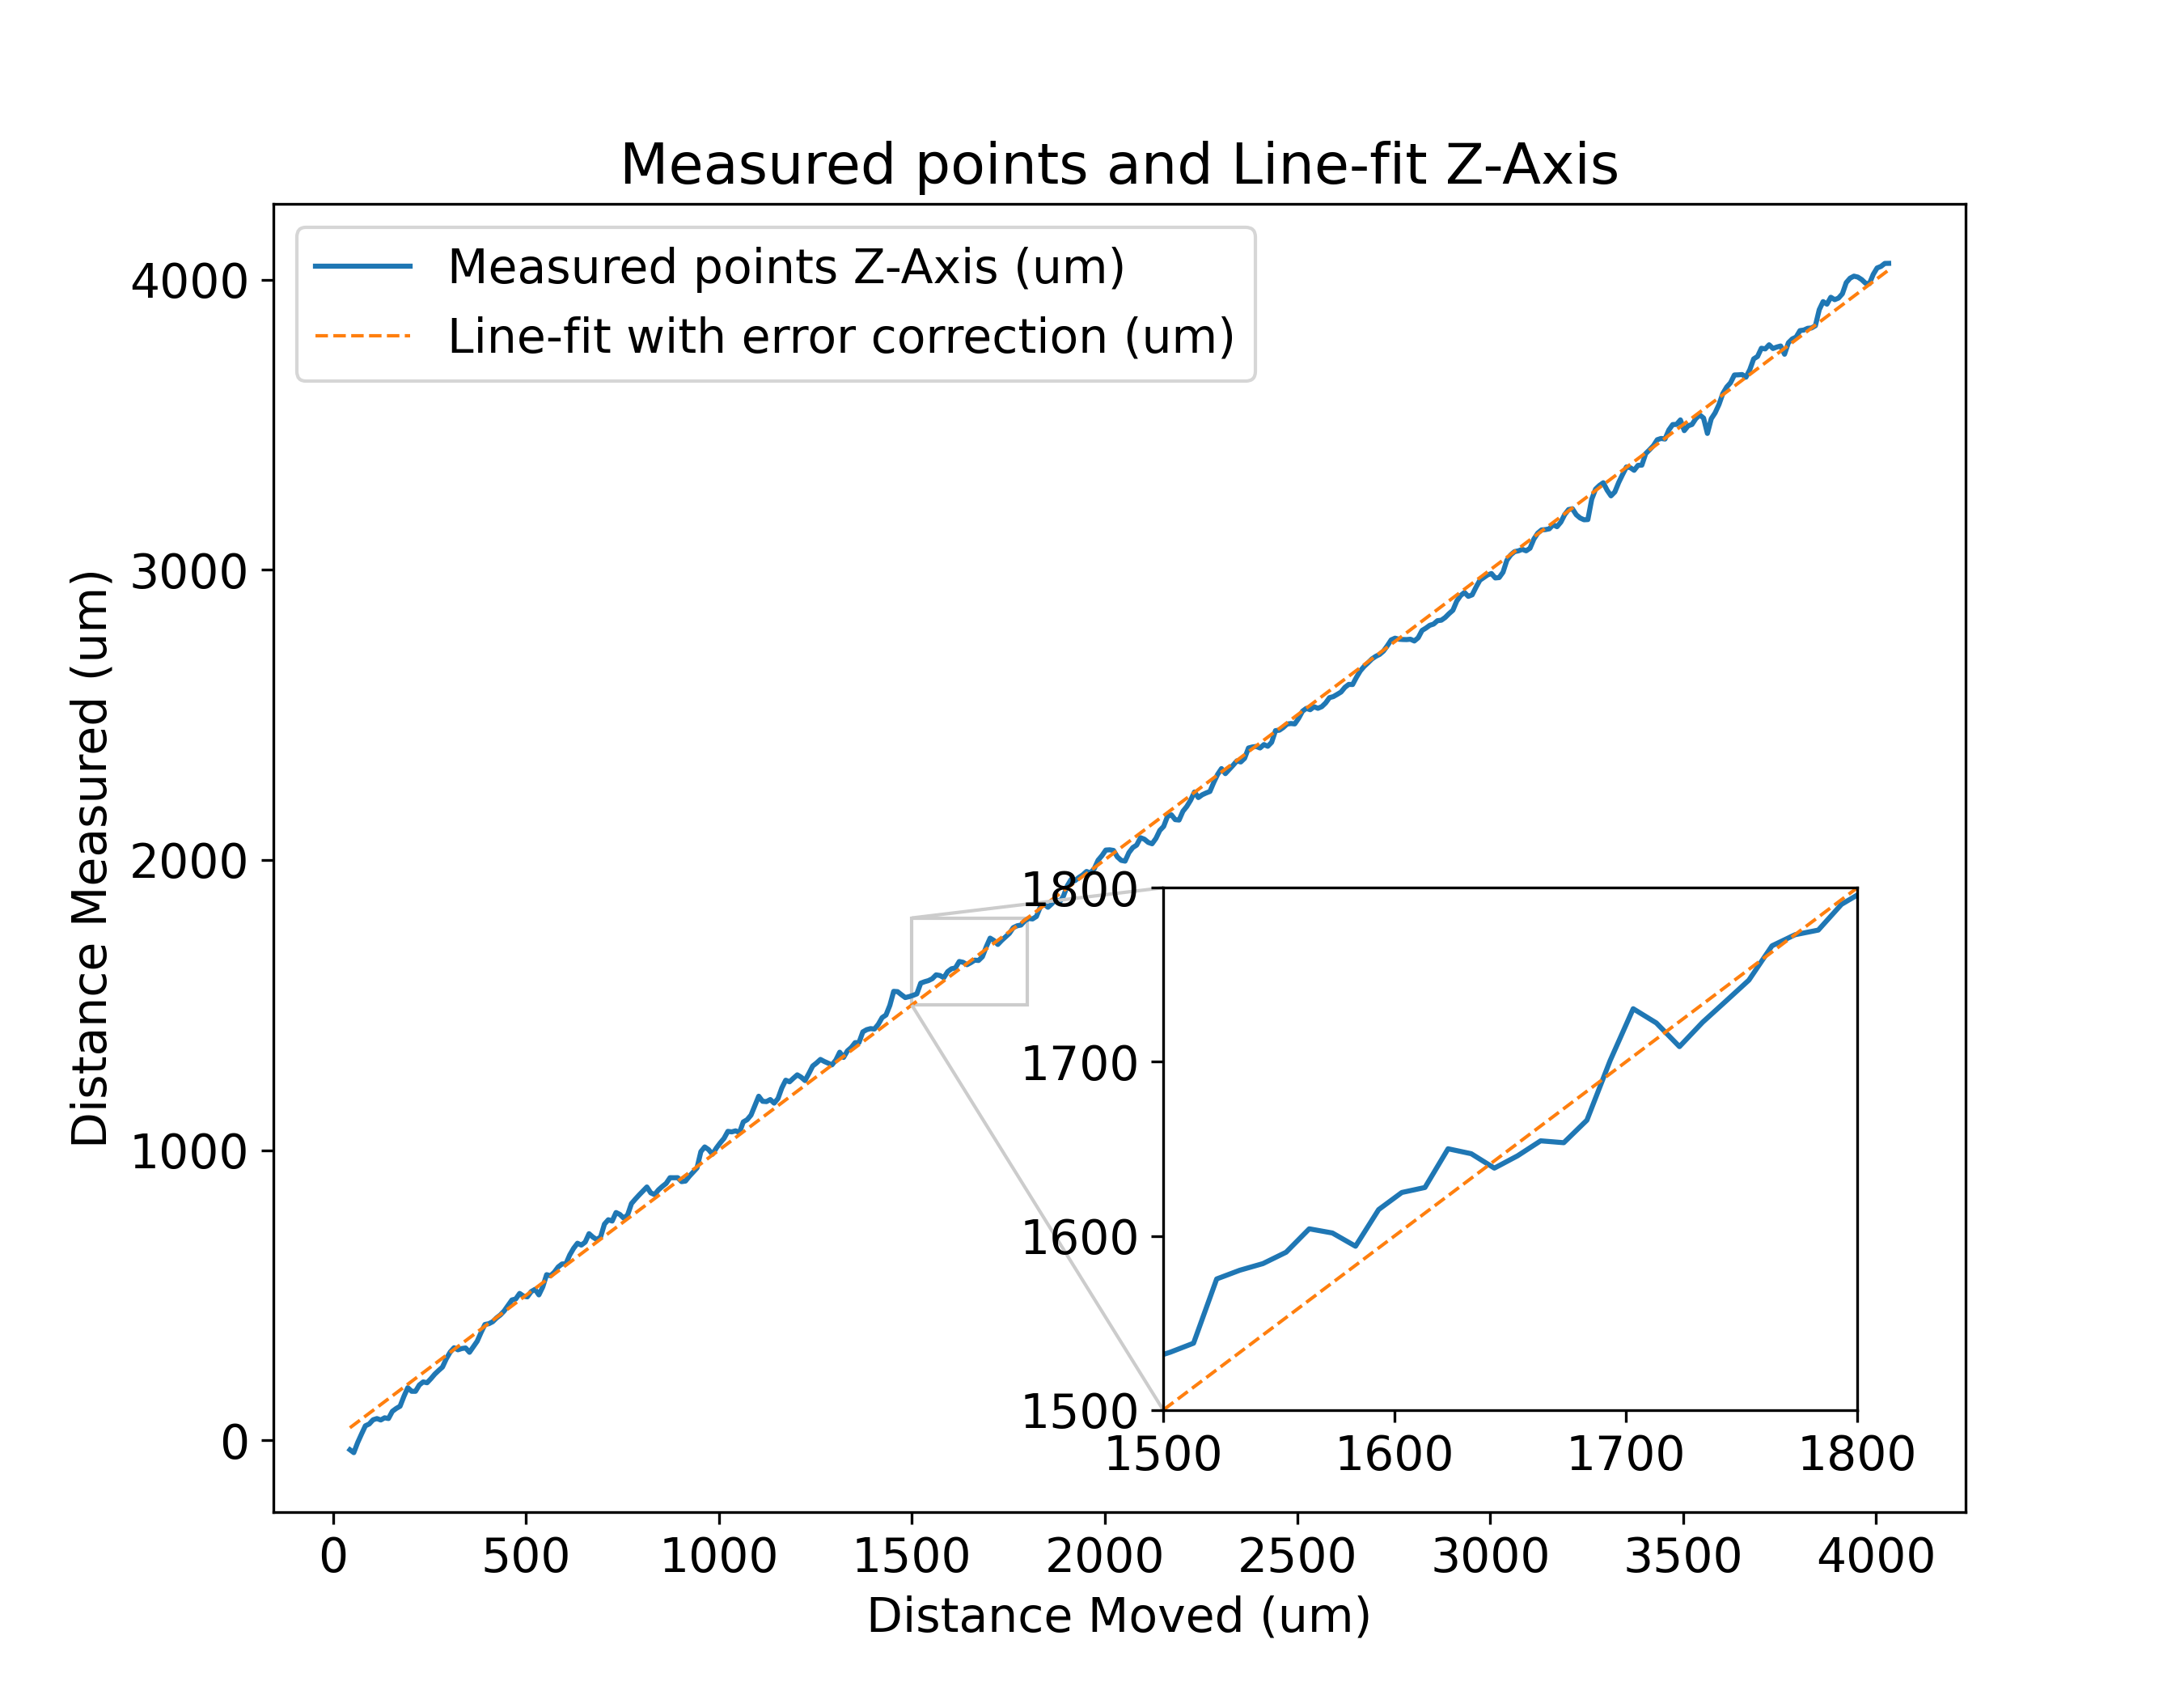 Measured points and Line-fit Z-Axis
Measured points Z-Axis (um)
Line-fit with error correction (um)
Distance Measured (um)
4000
3000
2000
1000
0
1800
1700
1600
1500
1500 1600 1700 1800
0 500 1000 1500 2000 2500 3000 3500 4000
Distance Moved (um)